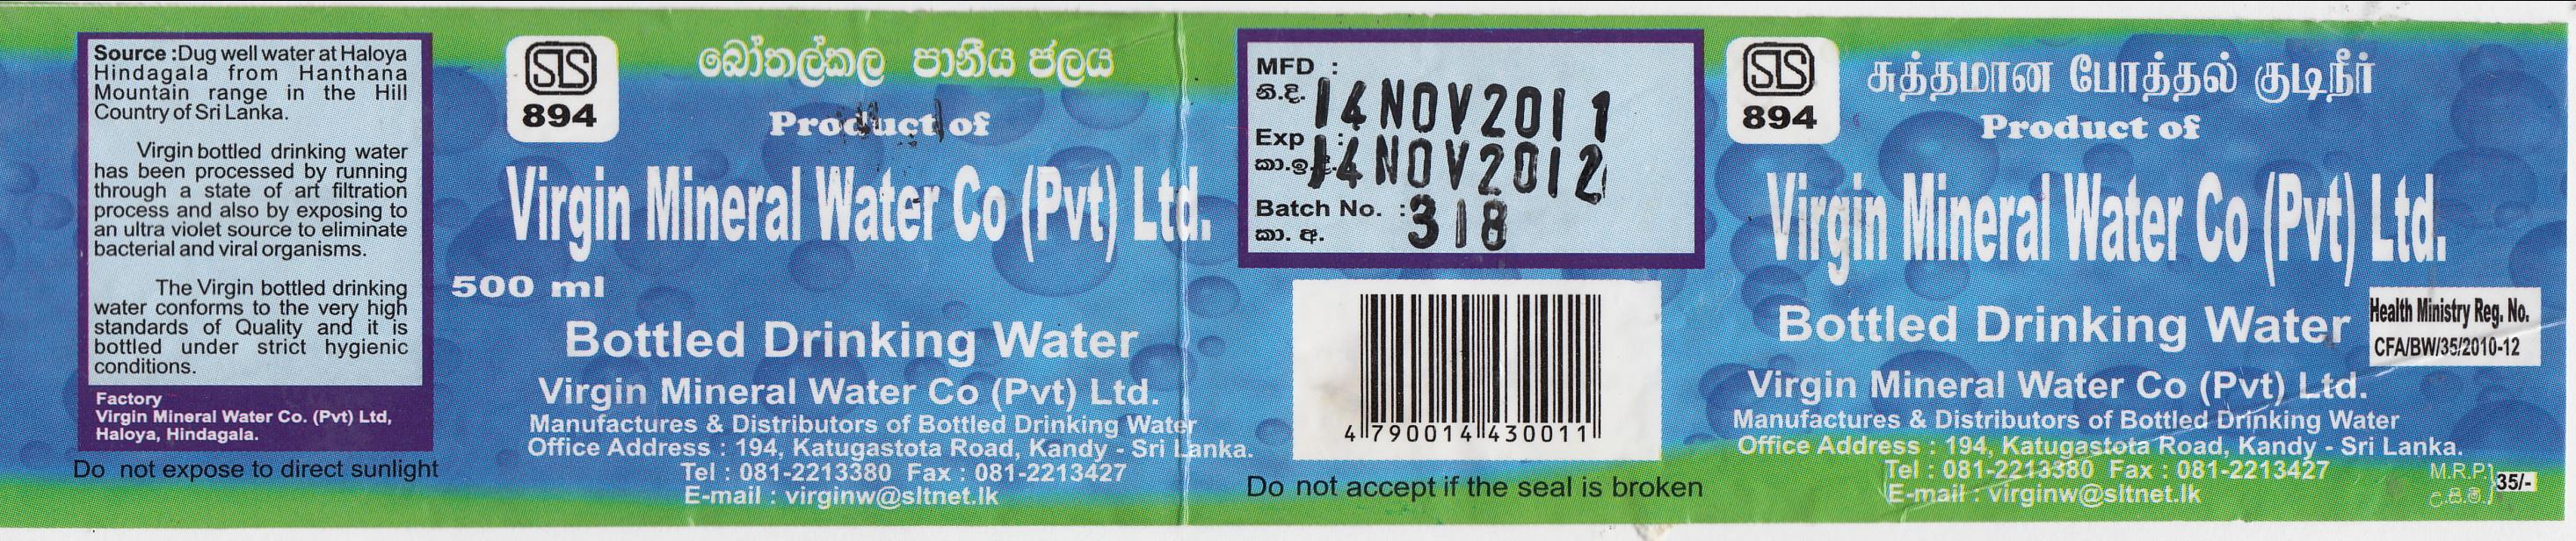 Source :Dug well water at Haloya
Hindagala from Hanthana
Mountain range in the Hill
Country of Sri Lanka.
Virgin bottled drinking water
has been processed by running
through a state of art filtration
process and also by exposing to
an ultra violet source to eliminate
bacterial and viral organisms.
The Virgin bottled drinking
water conforms to the very high
standards of Quality and it is
bottled under strict hygienic
conditions.
Factory
Virgin Mineral Water Co. (Pvt) Ltd,
Haloya, Hindagala.
Do not expose to direct sunlight
SLS
894
බෝතල්කල පානීය ජලය
Product of
Virgin Mineral Water Co (Pvt) Ltd.
500 ml
Bottled Drinking Water
Virgin Mineral Water Co (Pvt) Ltd.
Manufactures & Distributors of Bottled Drinking Water
Office Address : 194, Katugastota Road, Kandy - Sri Lanka.
Tel : 081-2213380 Fax : 081-2213427
E-mail : virginw@sltnet.lk
MFD :
නි.දි. 14 NOV 2011
Exp :
කා.ඉ.දි. 14 NOV 2012
Batch No. : 318
කා. අ.
4 790014 430011
Do not accept if the seal is broken
SLS
894
சுத்தமான போத்தல் குடிநீர்
Product of
Virgin Mineral Water Co (Pvt) Ltd.
Bottled Drinking Water
Health Ministry Reg. No.
CFA/BW/35/2010-12
Virgin Mineral Water Co (Pvt) Ltd.
Manufactures & Distributors of Bottled Drinking Water
Office Address : 194, Katugastota Road, Kandy - Sri Lanka.
Tel : 081-2213380 Fax : 081-2213427
E-mail : virginw@sltnet.lk
M.R.P. 35/-
උ.සි.මි.